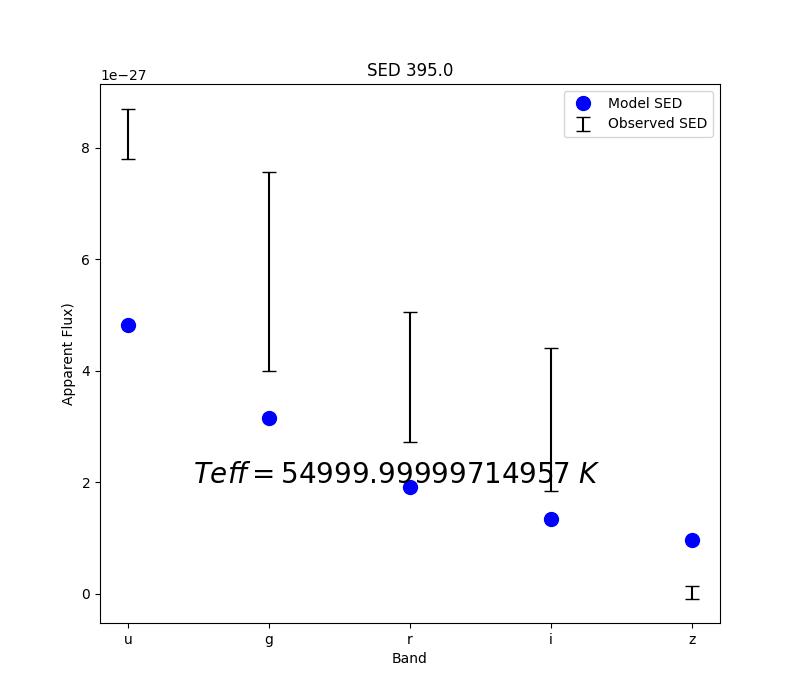 SED 395.0
1e−27
Model SED
Observed SED
8
6
4
2
0
Apparent Flux)
Teff = 54999.99999714957 K
u g r i z
Band